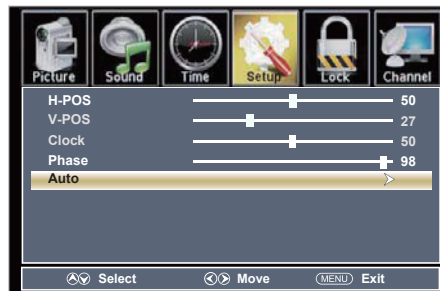 Picture Sound Time Setup Lock Channel
H-POS 50
V-POS 27
Clock 50
Phase 98
Auto
Select Move MENU Exit